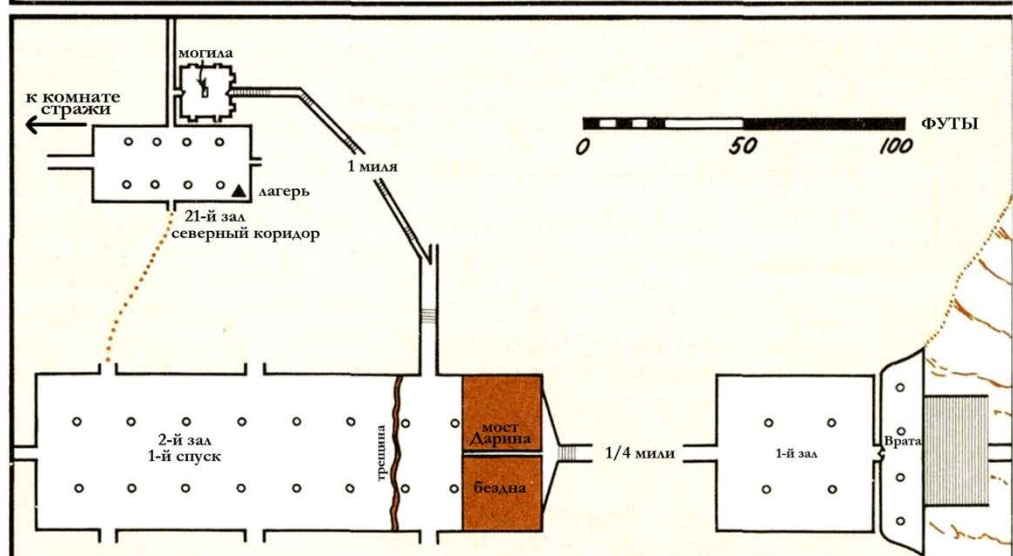 могила
к комнате
стражи
ФУТЫ
0 50 100
1 миля
лагерь
21-й зал
северный коридор
мост
Дарина
2-й зал
1-й спуск
трещина
1/4 мили
1-й зал
Врата
бездна